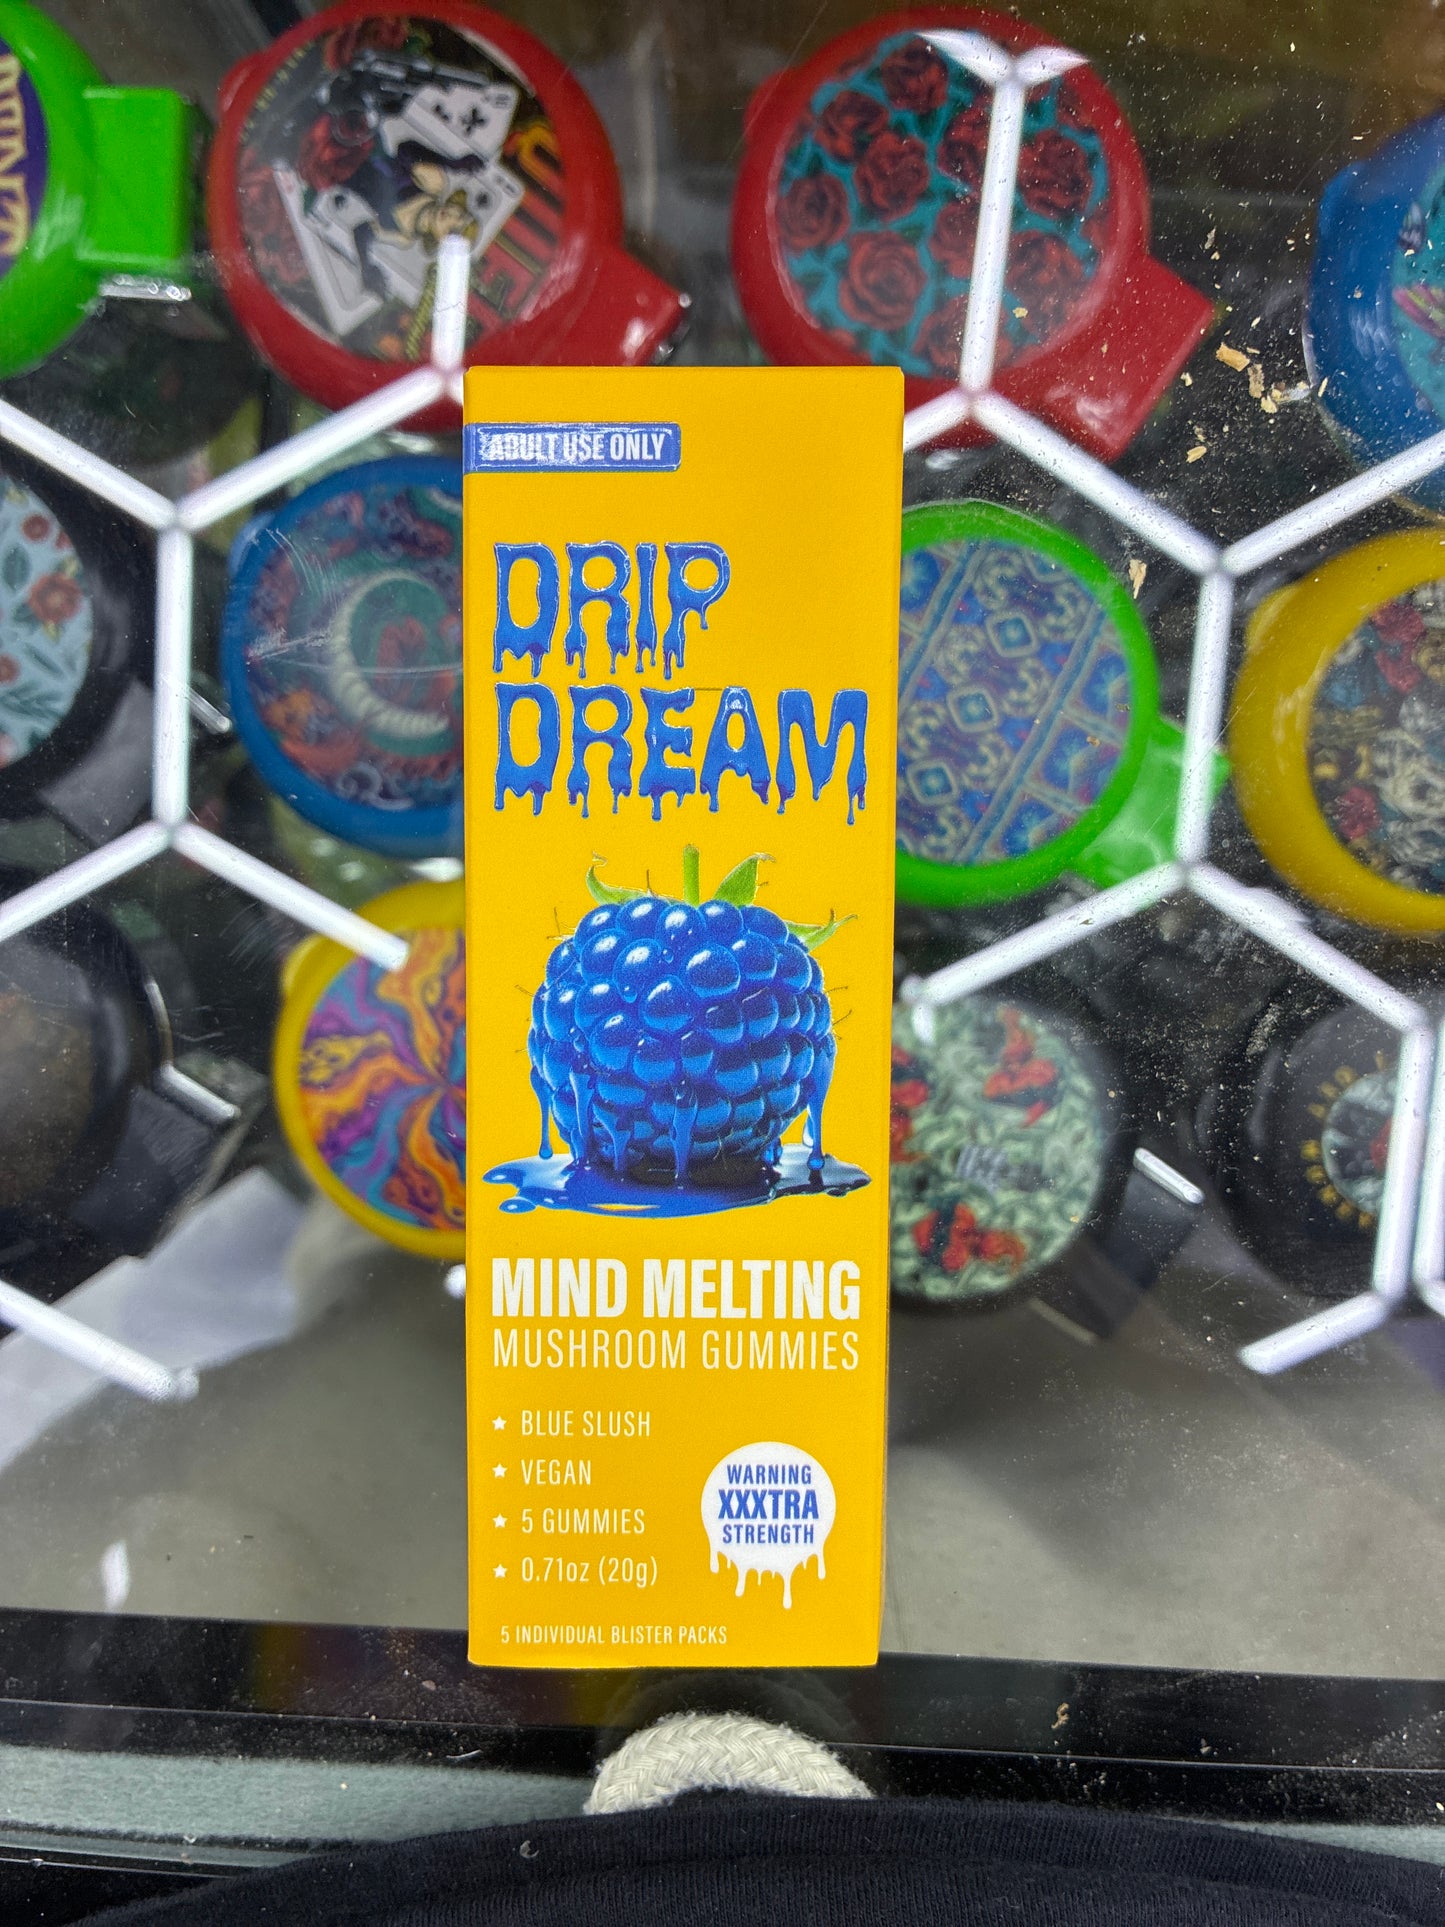 ADULT USE ONLY
DRIP
DREAM
MIND MELTING
MUSHROOM GUMMIES
★ BLUE SLUSH
★ VEGAN
★ 5 GUMMIES
★ 0.71oz (20g)
WARNING
XXXTRA
STRENGTH
5 INDIVIDUAL BLISTER PACKS